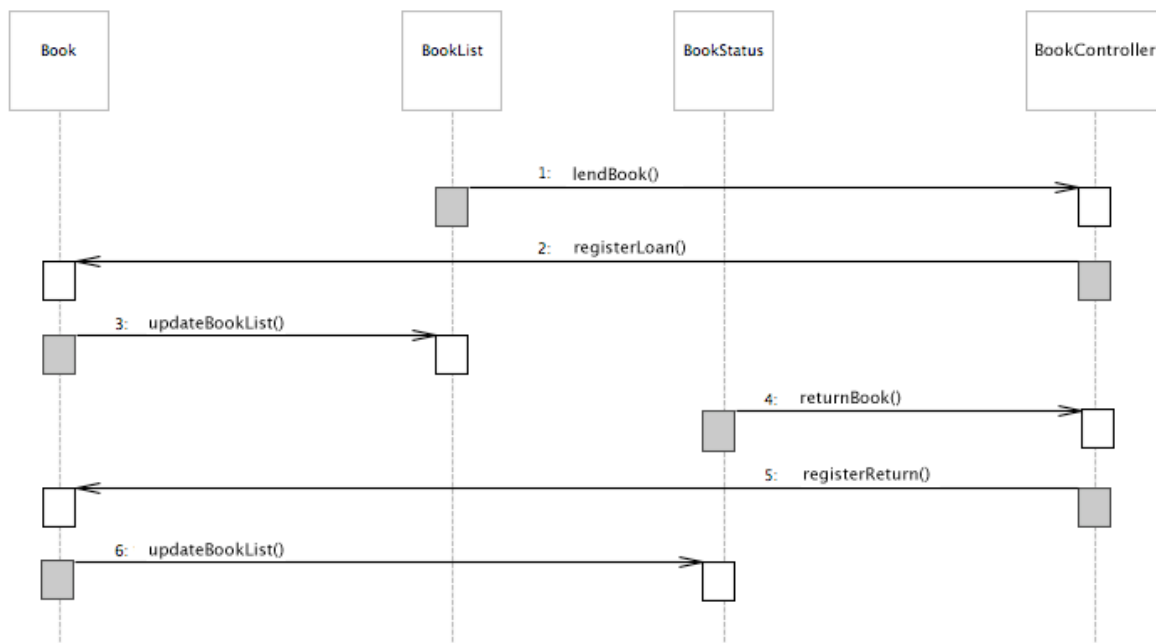 Book
BookList
BookStatus
BookController
1: lendBook()
2: registerLoan()
3: updateBookList()
4: returnBook()
5: registerReturn()
6: updateBookList()